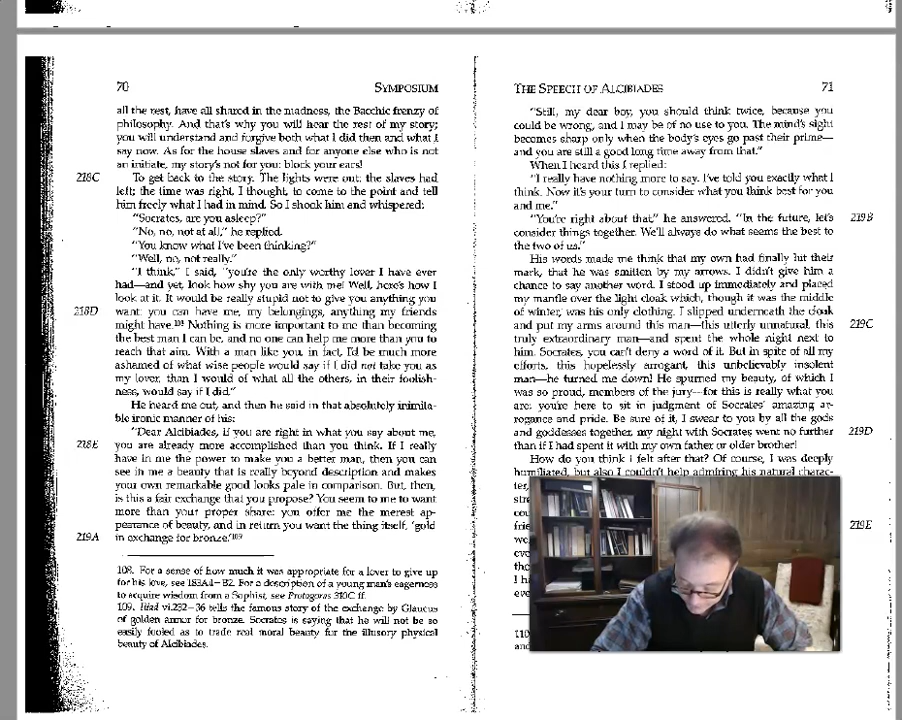 70
SYMPOSIUM
all the rest, have all shared in the madness, the Bacchic frenzy of
philosophy. And that's why you will hear the rest of my story;
you will understand and forgive both what I did then and what I
say now. As for the house slaves and for anyone else who is not
an initiate, my story's not for you: block your ears!
218C
To get back to the story. The lights were out; the slaves had
left; the time was right, I thought, to come to the point and tell
him freely what I had in mind. So I shook him and whispered:
"Socrates, are you asleep?"
"No, no, not at all," he replied.
"You know what I've been thinking?"
"Well, no, not really."
"I think," I said, "you're the only worthy lover I have ever
had—and yet, look how shy you are with me! Well, here's how I
look at it. It would be really stupid not to give you anything you
218D
want: you can have me, my belongings, anything my friends
might have.108 Nothing is more important to me than becoming
the best man I can be, and no one can help me more than you to
reach that aim. With a man like you, in fact, I'd be much more
ashamed of what wise people would say if I did not take you as
my lover, than I would of what all the others, in their foolish-
ness, would say if I did."
He heard me out, and then he said in that absolutely inimita-
ble ironic manner of his:
"Dear Alcibiades, if you are right in what you say about me,
218E
you are already more accomplished than you think. If I really
have in me the power to make you a better man, then you can
see in me a beauty that is really beyond description and makes
your own remarkable good looks pale in comparison. But, then,
is this a fair exchange that you propose? You seem to me to want
more than your proper share: you offer me the merest ap-
pearance of beauty, and in return you want the thing itself, 'gold
219A
in exchange for bronze.'109
108. For a sense of how much it was appropriate for a lover to give up
for his love, see 183A4–B2. For a description of a young man's eagerness
to acquire wisdom from a Sophist, see Protagoras 310C ff.
109. Iliad vi.232–36 tells the famous story of the exchange by Glaucus
of golden armor for bronze. Socrates is saying that he will not be so
easily fooled as to trade real moral beauty for the illusory physical
beauty of Alcibiades.
THE SPEECH OF ALCIBIADES
71
"Still, my dear boy, you should think twice, because you
could be wrong, and I may be of no use to you. The mind's sight
becomes sharp only when the body's eyes go past their prime—
and you are still a good long time away from that."
When I heard this I replied:
"I really have nothing more to say. I've told you exactly what I
think. Now it's your turn to consider what you think best for you
and me."
"You're right about that," he answered. "In the future, let's
219B
consider things together. We'll always do what seems the best to
the two of us."
His words made me think that my own had finally hit their
mark, that he was smitten by my arrows. I didn't give him a
chance to say another word. I stood up immediately and placed
my mantle over the light cloak which, though it was the middle
of winter, was his only clothing. I slipped underneath the cloak
and put my arms around this man—this utterly unnatural, this
219C
truly extraordinary man—and spent the whole night next to
him. Socrates, you can't deny a word of it. But in spite of all my
efforts, this hopelessly arrogant, this unbelievably insolent
man—he turned me down! He spurned my beauty, of which I
was so proud, members of the jury—for this is really what you
are: you're here to sit in judgment of Socrates' amazing ar-
rogance and pride. Be sure of it, I swear to you by all the gods
and goddesses together, my night with Socrates went no further
219D
than if I had spent it with my own father or older brother!
How do you think I felt after that? Of course, I was deeply
humiliated, but also I couldn't help admiring his natural charac-
ter,
219E
I ha
110